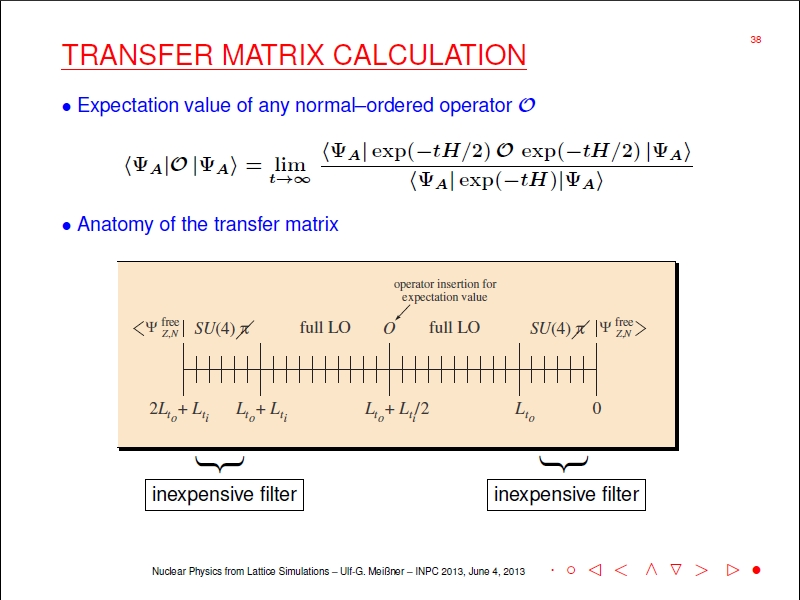 38
TRANSFER MATRIX CALCULATION
• Expectation value of any normal–ordered operator 𝒪
⟨Ψ_A|𝒪|Ψ_A⟩ = lim_{t→∞} ⟨Ψ_A| exp(−tH/2) 𝒪 exp(−tH/2) |Ψ_A⟩ / ⟨Ψ_A| exp(−tH)|Ψ_A⟩
• Anatomy of the transfer matrix
operator insertion for
expectation value
<Ψ^{free}_{Z,N}| SU(4) π̸ full LO O full LO SU(4) π̸ |Ψ^{free}_{Z,N}>
2L_{t_o} + L_{t_i} L_{t_o} + L_{t_i} L_{t_o} + L_{t_i}/2 L_{t_o} 0
inexpensive filter inexpensive filter
Nuclear Physics from Lattice Simulations – Ulf-G. Meißner – INPC 2013, June 4, 2013